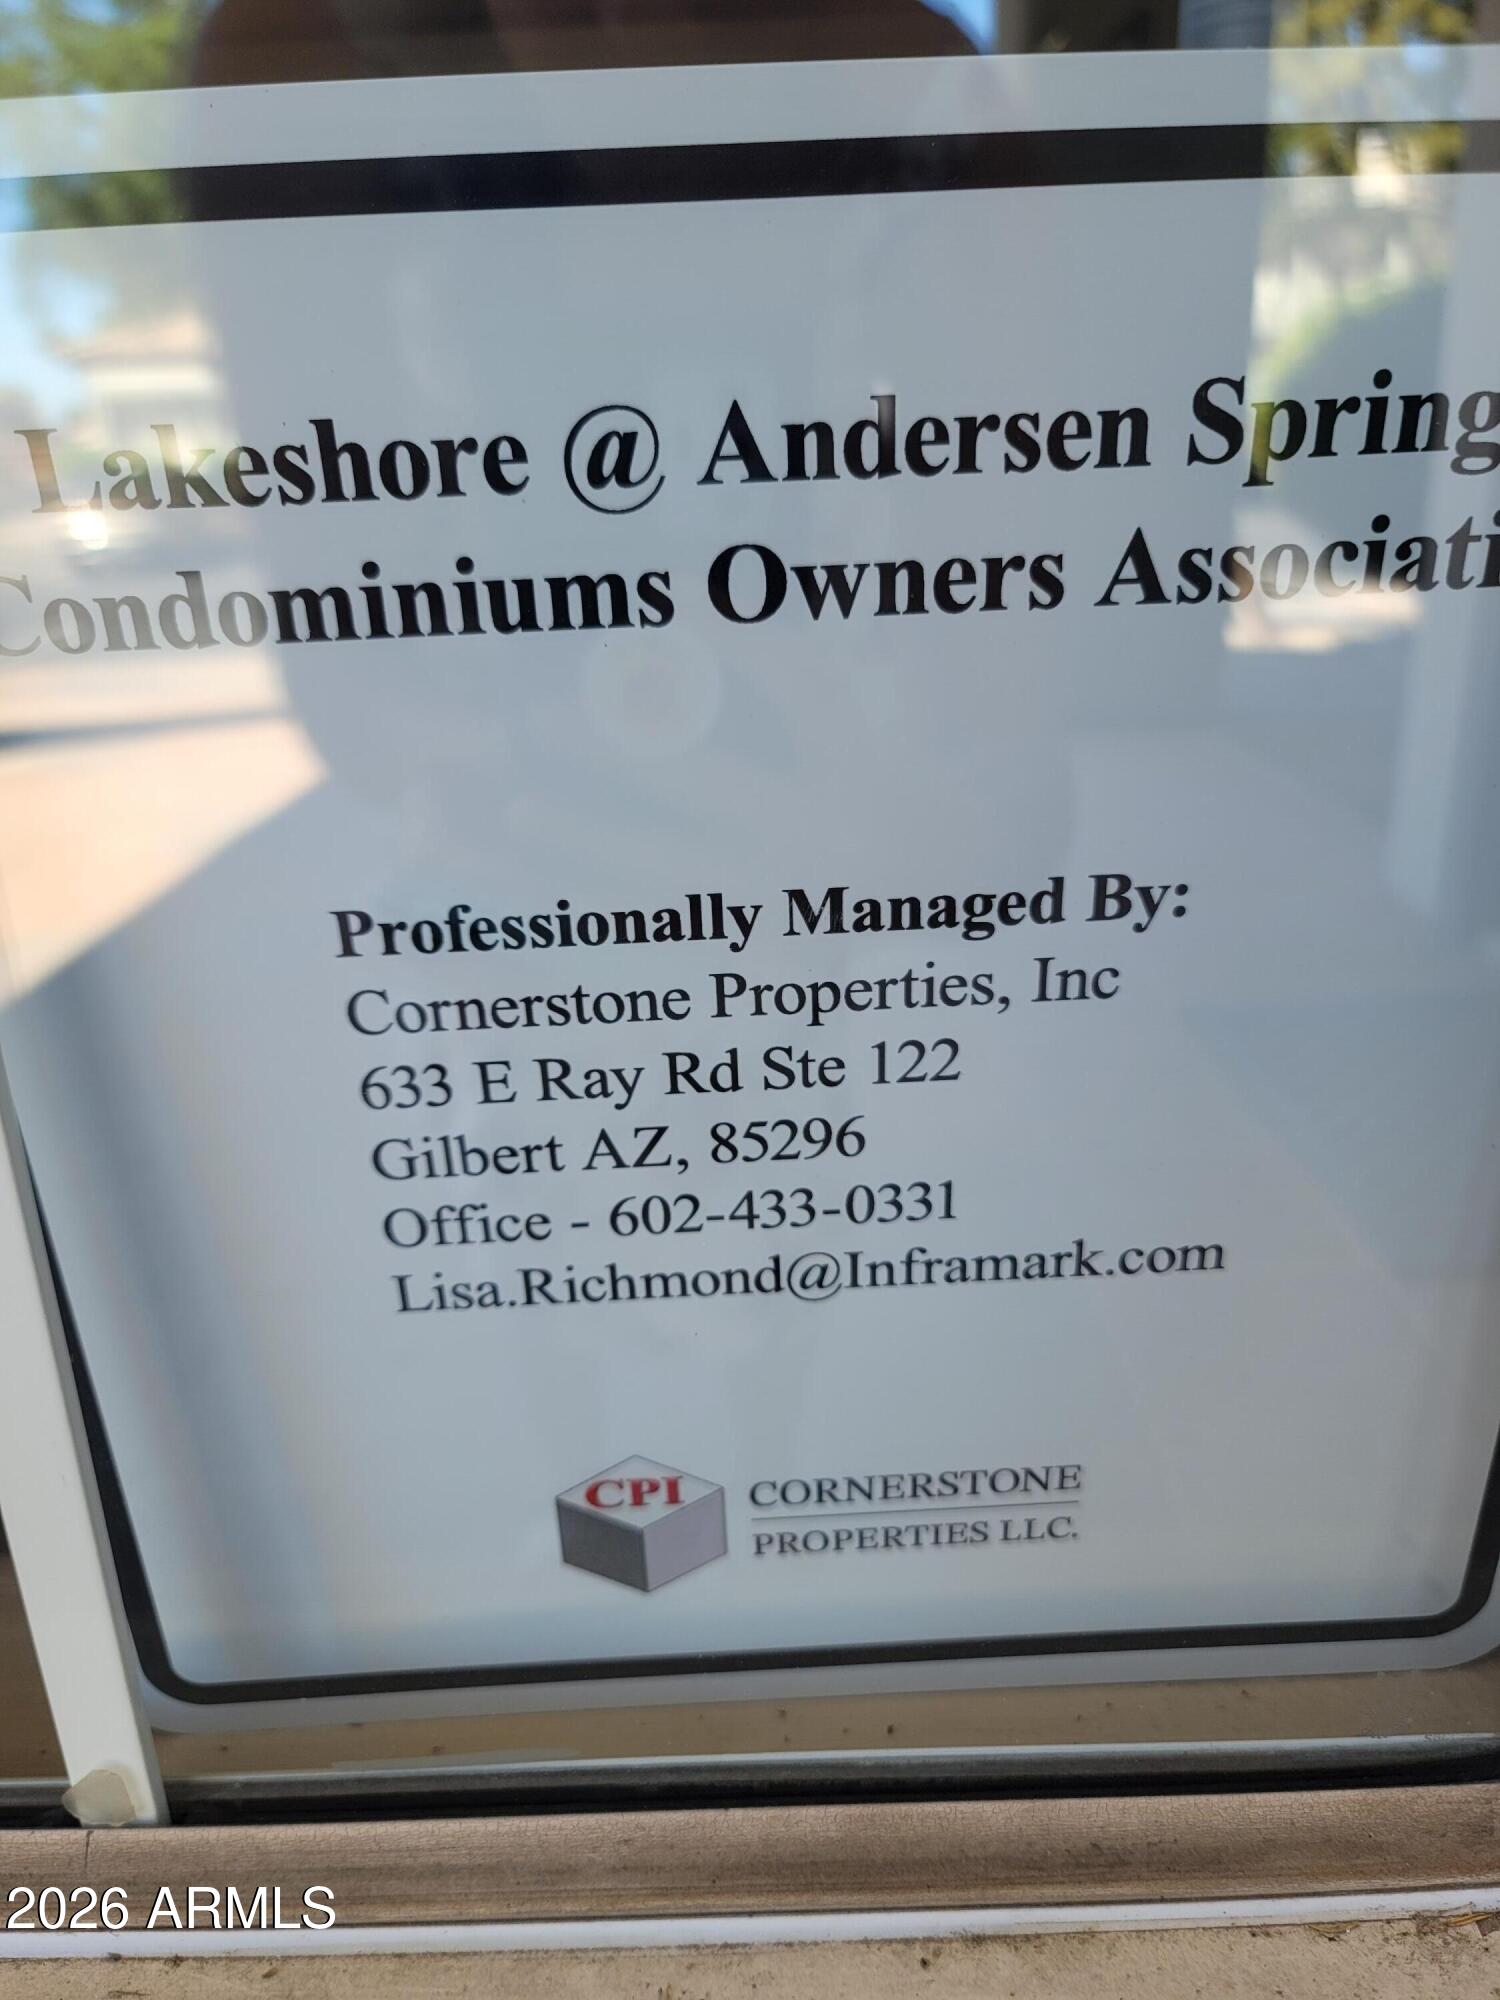 Lakeshore @ Andersen Spring
Condominiums Owners Associati
Professionally Managed By:
Cornerstone Properties, Inc
633 E Ray Rd Ste 122
Gilbert AZ, 85296
Office - 602-433-0331
Lisa.Richmond@Inframark.com
CPI
CORNERSTONE
PROPERTIES LLC.
2026 ARMLS